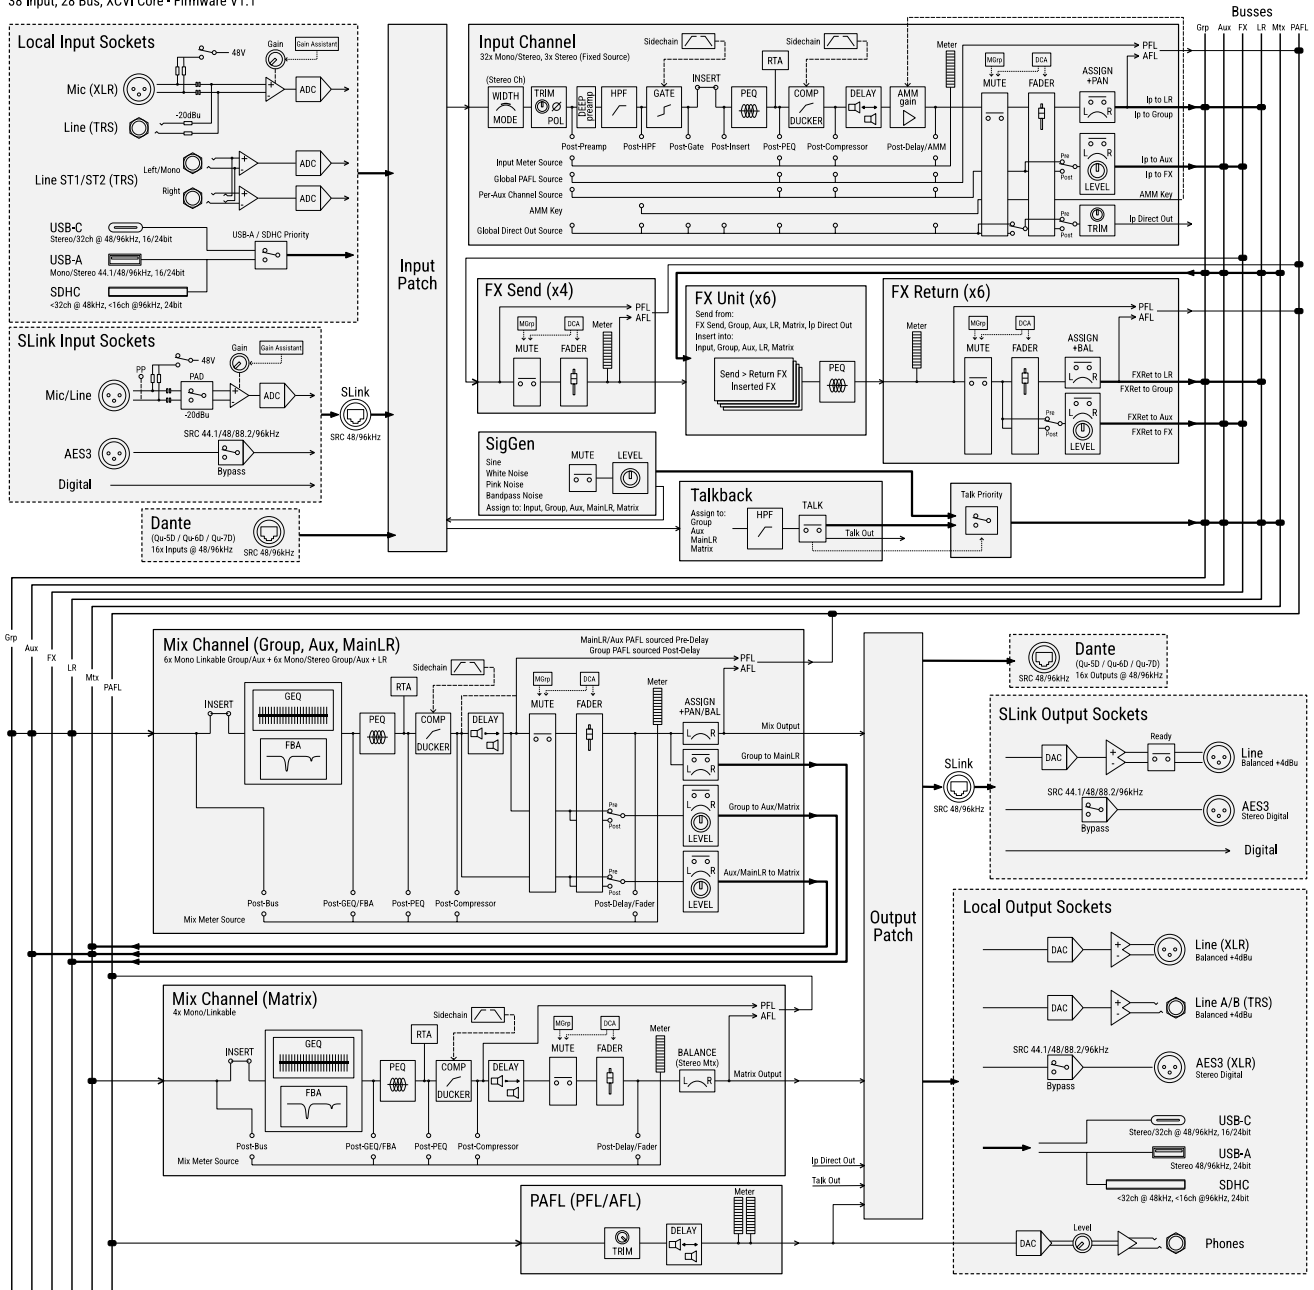 38 Input, 28 Bus, XCVI Core • Firmware V1.1
Busses
Grp Aux FX LR Mtx PAFL
Local Input Sockets
48V
Gain
Gain Assistant
Mic (XLR)
ADC
-20dBu
Line (TRS)
Left/Mono
ADC
Line ST1/ST2 (TRS)
Right
ADC
USB-C
Stereo/32ch @ 48/96kHz, 16/24bit
USB-A / SDHC Priority
USB-A
Mono/Stereo 44.1/48/96kHz, 16/24bit
SDHC
<32ch @ 48kHz, <16ch @96kHz, 24bit
SLink Input Sockets
48V
Gain
Gain Assistant
PP
PAD
Mic/Line
ADC
-20dBu
SRC 44.1/48/88.2/96kHz
AES3
Bypass
Digital
SLink
SRC 48/96kHz
Dante
(Qu-5D / Qu-6D / Qu-7D)
16x Inputs @ 48/96kHz
SRC 48/96kHz
Input
Patch
Input Channel
32x Mono/Stereo, 3x Stereo (Fixed Source)
Sidechain
Sidechain
Meter
PFL
AFL
RTA
MGrp
DCA
(Stereo Ch)
INSERT
MUTE
FADER
ASSIGN
+PAN
WIDTH
MODE
TRIM
POL
DEEP
preamp
HPF
GATE
PEQ
COMP
DUCKER
DELAY
AMM
gain
L R
Ip to LR
Ip to Group
Post-Preamp
Post-HPF
Post-Gate
Post-Insert
Post-PEQ
Post-Compressor
Post-Delay/AMM
Input Meter Source
Global PAFL Source
Per-Aux Channel Source
AMM Key
Global Direct Out Source
Pre
Post
L R
LEVEL
Ip to Aux
Ip to FX
AMM Key
Pre
Post
TRIM
Ip Direct Out
FX Send (x4)
PFL
AFL
MGrp
DCA
Meter
MUTE
FADER
FX Unit (x6)
Send from:
FX Send, Group, Aux, LR, Matrix, Ip Direct Out
Insert into:
Input, Group, Aux, LR, Matrix
Send > Return FX
Inserted FX
PEQ
FX Return (x6)
PFL
AFL
Meter
MGrp
DCA
MUTE
FADER
ASSIGN
+BAL
L R
FXRet to LR
FXRet to Group
Pre
Post
L R
LEVEL
FXRet to Aux
FXRet to FX
SigGen
Sine
White Noise
Pink Noise
Bandpass Noise
Assign to: Input, Group, Aux, MainLR, Matrix
MUTE
LEVEL
Talkback
Assign to:
Group
Aux
MainLR
Matrix
HPF
TALK
Talk Out
Talk Priority
Grp
Aux
FX
LR
Mtx
PAFL
Mix Channel (Group, Aux, MainLR)
6x Mono Linkable Group/Aux + 6x Mono/Stereo Group/Aux + LR
MainLR/Aux PAFL sourced Pre-Delay
Group PAFL sourced Post-Delay
PFL
AFL
Sidechain
RTA
MGrp
DCA
Meter
INSERT
GEQ
FBA
PEQ
COMP
DUCKER
DELAY
MUTE
FADER
ASSIGN
+PAN/BAL
L R
Mix Output
L R
Group to MainLR
Pre
Post
L R
LEVEL
Group to Aux/Matrix
Pre
Post
L R
LEVEL
Aux/MainLR to Matrix
Post-Bus
Post-GEQ/FBA
Post-PEQ
Post-Compressor
Post-Delay/Fader
Mix Meter Source
Mix Channel (Matrix)
4x Mono/Linkable
PFL
AFL
Sidechain
RTA
MGrp
DCA
Meter
INSERT
GEQ
FBA
PEQ
COMP
DUCKER
DELAY
MUTE
FADER
BALANCE
(Stereo Mtx)
L R
Matrix Output
Post-Bus
Post-GEQ/FBA
Post-PEQ
Post-Compressor
Post-Delay/Fader
Mix Meter Source
PAFL (PFL/AFL)
Meter
TRIM
DELAY
Ip Direct Out
Talk Out
Output
Patch
Dante
(Qu-5D / Qu-6D / Qu-7D)
16x Outputs @ 48/96kHz
SRC 48/96kHz
SLink
SRC 48/96kHz
SLink Output Sockets
Ready
DAC
Line
Balanced +4dBu
SRC 44.1/48/88.2/96kHz
AES3
Stereo Digital
Bypass
Digital
Local Output Sockets
DAC
Line (XLR)
Balanced +4dBu
DAC
Line A/B (TRS)
Balanced +4dBu
SRC 44.1/48/88.2/96kHz
AES3 (XLR)
Stereo Digital
Bypass
USB-C
Stereo/32ch @ 48/96kHz, 16/24bit
USB-A
Stereo 48/96kHz, 24bit
SDHC
<32ch @ 48kHz, <16ch @96kHz, 24bit
Level
DAC
Phones